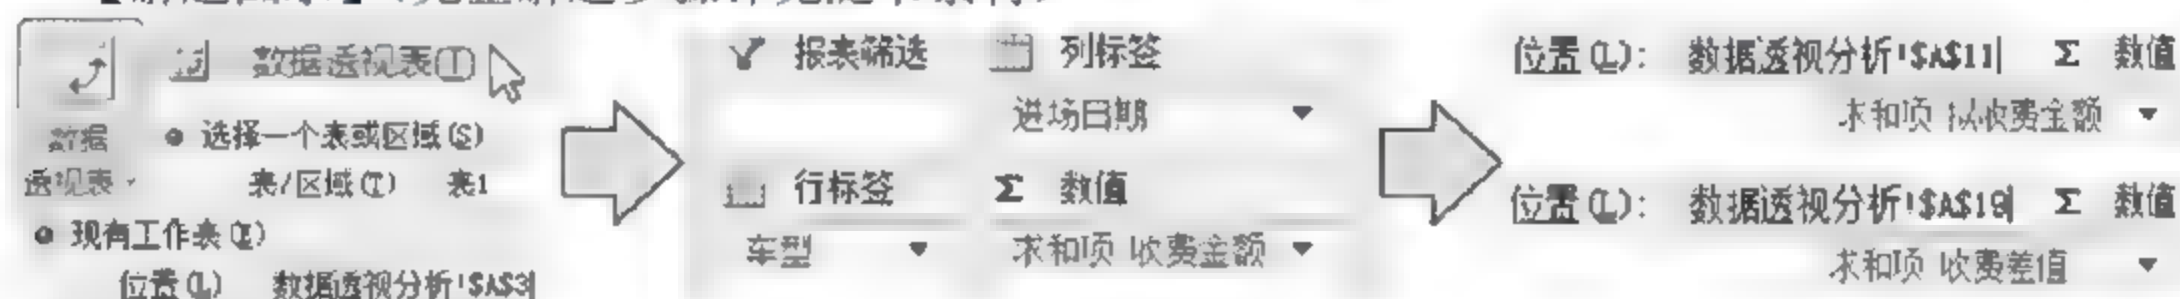 数据透视表(T)
数据
透视表
选择一个表或区域(S)
表/区域(T) 表1
现有工作表(E)
位置(L) 数据透视分析!$A$3
报表筛选
列标签
进场日期
行标签
Σ 数值
车型
求和项 收费金额
位置(L): 数据透视分析!$A$11 Σ 数值
求和项 拟收费金额
位置(L): 数据透视分析!$A$19 Σ 数值
求和项 收费差值